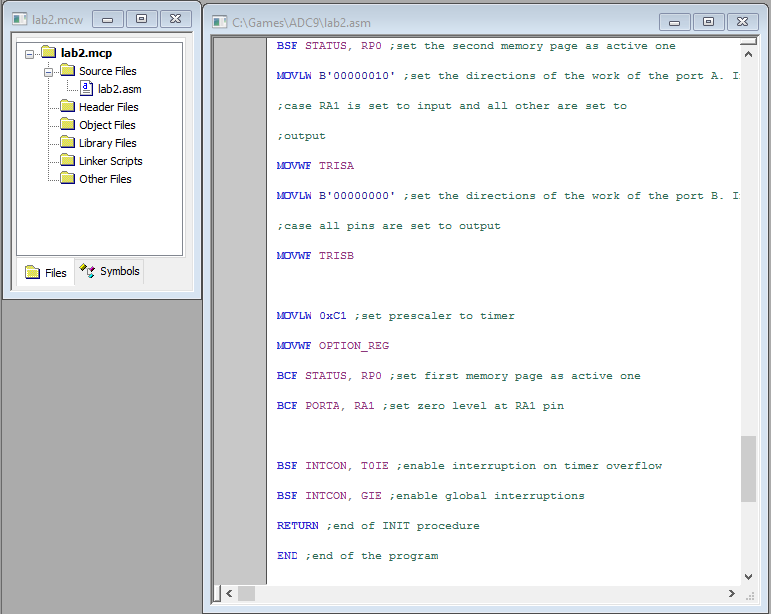 lab2.mcw
lab2.mcp
Source Files
lab2.asm
Header Files
Object Files
Library Files
Linker Scripts
Other Files
Files
Symbols
C:\Games\ADC9\lab2.asm
BSF STATUS, RP0 ;set the second memory page as active one
MOVLW B'00000010' ;set the directions of the work of the port A.
;case RA1 is set to input and all other are set to
;output
MOVWF TRISA
MOVLW B'00000000' ;set the directions of the work of the port B.
;case all pins are set to output
MOVWF TRISB
MOVLW 0xC1 ;set prescaler to timer
MOVWF OPTION_REG
BCF STATUS, RP0 ;set first memory page as active one
BCF PORTA, RA1 ;set zero level at RA1 pin
BSF INTCON, T0IE ;enable interruption on timer overflow
BSF INTCON, GIE ;enable global interruptions
RETURN ;end of INIT procedure
END ;end of the program